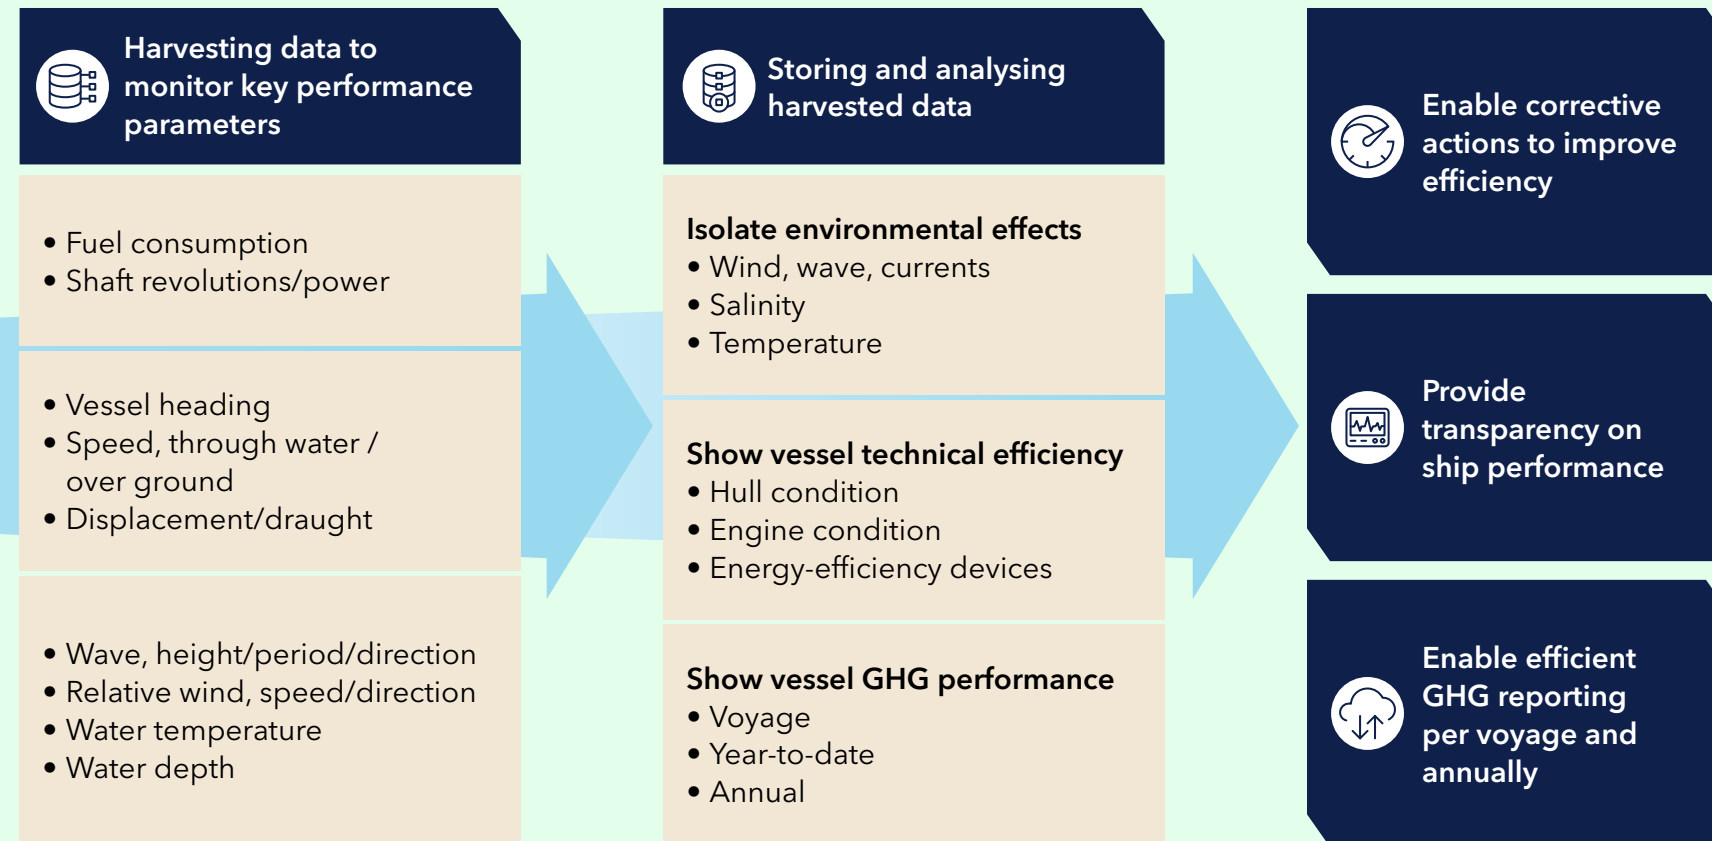 Harvesting data to
monitor key performance
parameters
• Fuel consumption
• Shaft revolutions/power
• Vessel heading
• Speed, through water /
over ground
• Displacement/draught
• Wave, height/period/direction
• Relative wind, speed/direction
• Water temperature
• Water depth
Storing and analysing
harvested data
Isolate environmental effects
• Wind, wave, currents
• Salinity
• Temperature
Show vessel technical efficiency
• Hull condition
• Engine condition
• Energy-efficiency devices
Show vessel GHG performance
• Voyage
• Year-to-date
• Annual
Enable corrective
actions to improve
efficiency
Provide
transparency on
ship performance
Enable efficient
GHG reporting
per voyage and
annually